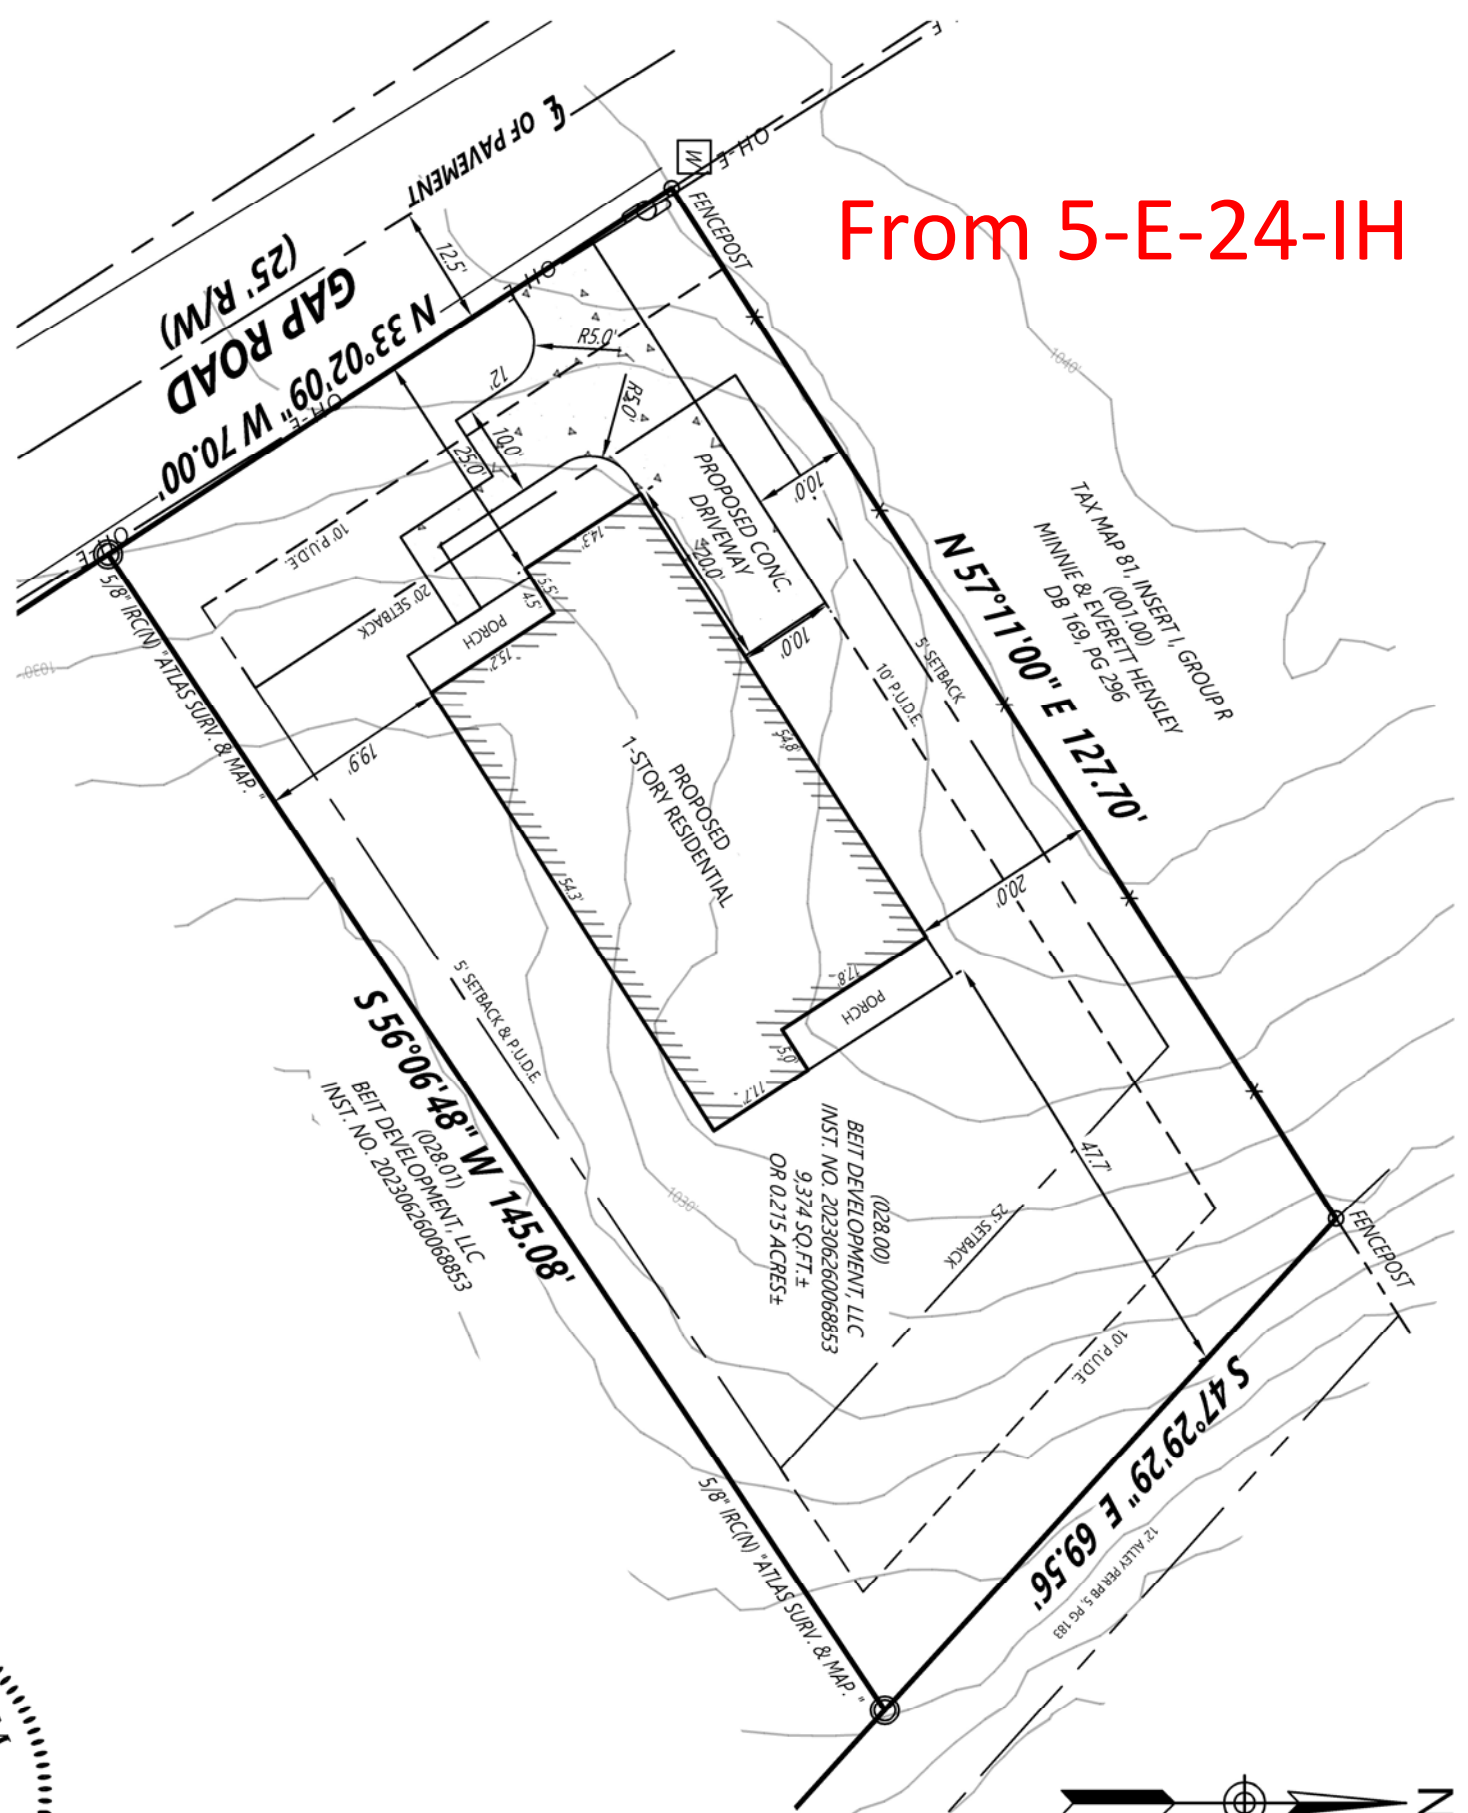 From 5-E-24-IH
℄ OF PAVEMENT
GAP ROAD
(25' R/W)
N 33°02'09" W 70.00'
OH-E
OH-E
OH-E
E
W
FENCEPOST
12.5'
R5.0'
R5.0'
12'
10.0'
25.0'
10' P.U.D.E.
20' SETBACK
PROPOSED CONC.
DRIVEWAY
10.0'
20.0'
10.0'
14.3'
5.5'
4.5'
PORCH
15.2'
19.9'
5/8" IRC(N) "ATLAS SURV. & MAP. "
1030'
1040'
TAX MAP 81, INSERT I, GROUP R
(001.00)
MINNIE & EVERETT HENSLEY
DB 169, PG 296
N 57°11'00" E 127.70'
5' SETBACK
10' P.U.D.E.
54.8'
PROPOSED
1-STORY RESIDENTIAL
54.3'
20.0'
17.8'
PORCH
5.0'
11.7'
5' SETBACK & P.U.D.E.
S 56°06'48" W 145.08'
(028.01)
BEIT DEVELOPMENT, LLC
INST. NO. 202306260068853
(028.00)
BEIT DEVELOPMENT, LLC
INST. NO. 202306260068853
9,374 SQ.FT.±
OR 0.215 ACRES±
1030'
47.7'
25' SETBACK
10' P.U.D.E.
FENCEPOST
S 47°29'29" E 69.56'
12' ALLEY PER PB 5, PG 183
5/8" IRC(N) "ATLAS SURV. & MAP. "
N